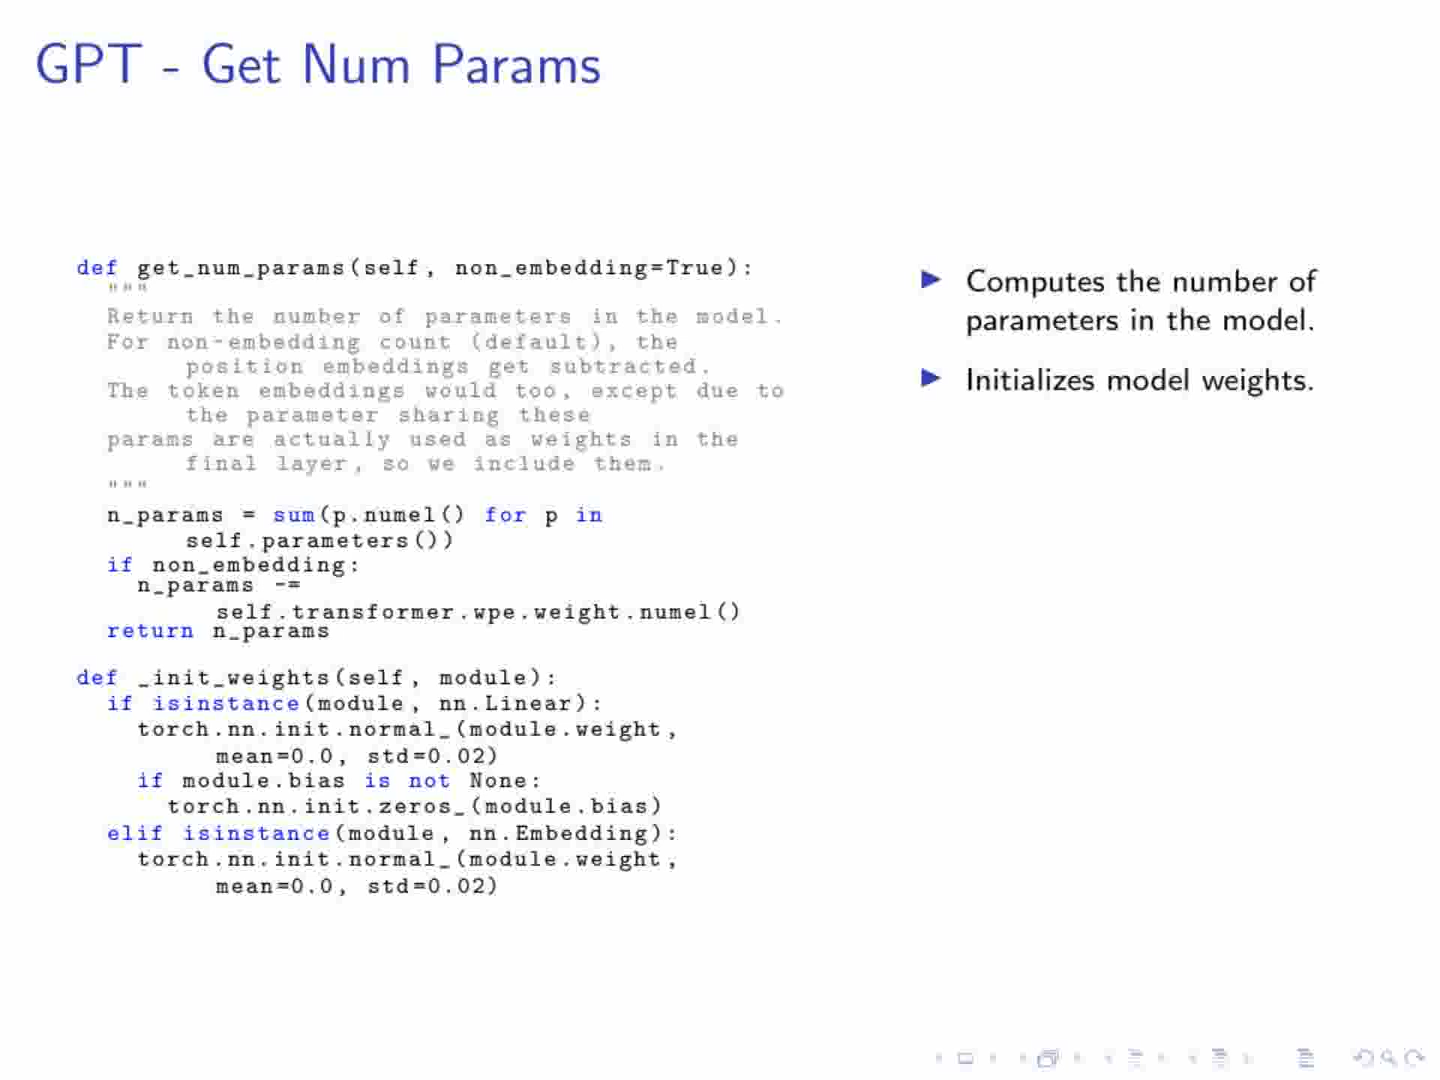 GPT - Get Num Params
def get_num_params(self, non_embedding=True):
"""
Return the number of parameters in the model.
For non-embedding count (default), the
position embeddings get subtracted.
The token embeddings would too, except due to
the parameter sharing these
params are actually used as weights in the
final layer, so we include them.
"""
n_params = sum(p.numel() for p in
self.parameters())
if non_embedding:
n_params -=
self.transformer.wpe.weight.numel()
return n_params
def _init_weights(self, module):
if isinstance(module, nn.Linear):
torch.nn.init.normal_(module.weight,
mean=0.0, std=0.02)
if module.bias is not None:
torch.nn.init.zeros_(module.bias)
elif isinstance(module, nn.Embedding):
torch.nn.init.normal_(module.weight,
mean=0.0, std=0.02)
Computes the number of
parameters in the model.
Initializes model weights.